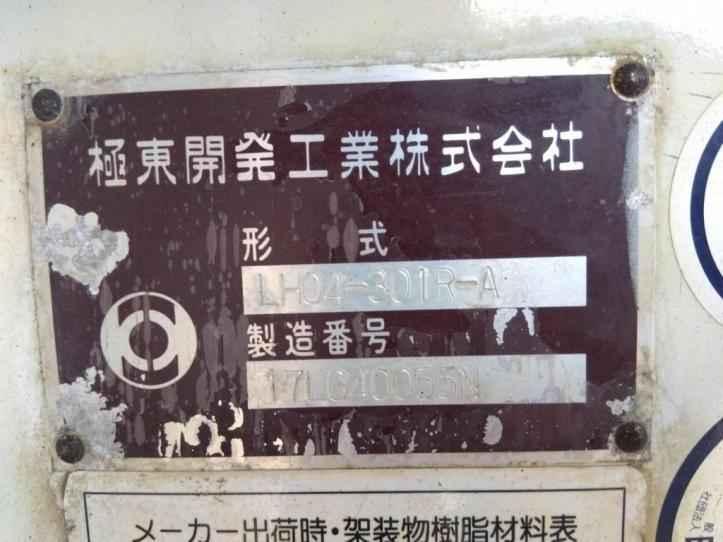 極東開発工業株式会社
形 式
LH04-301R-A
製造番号
メーカー出荷時・架装物樹脂材料表